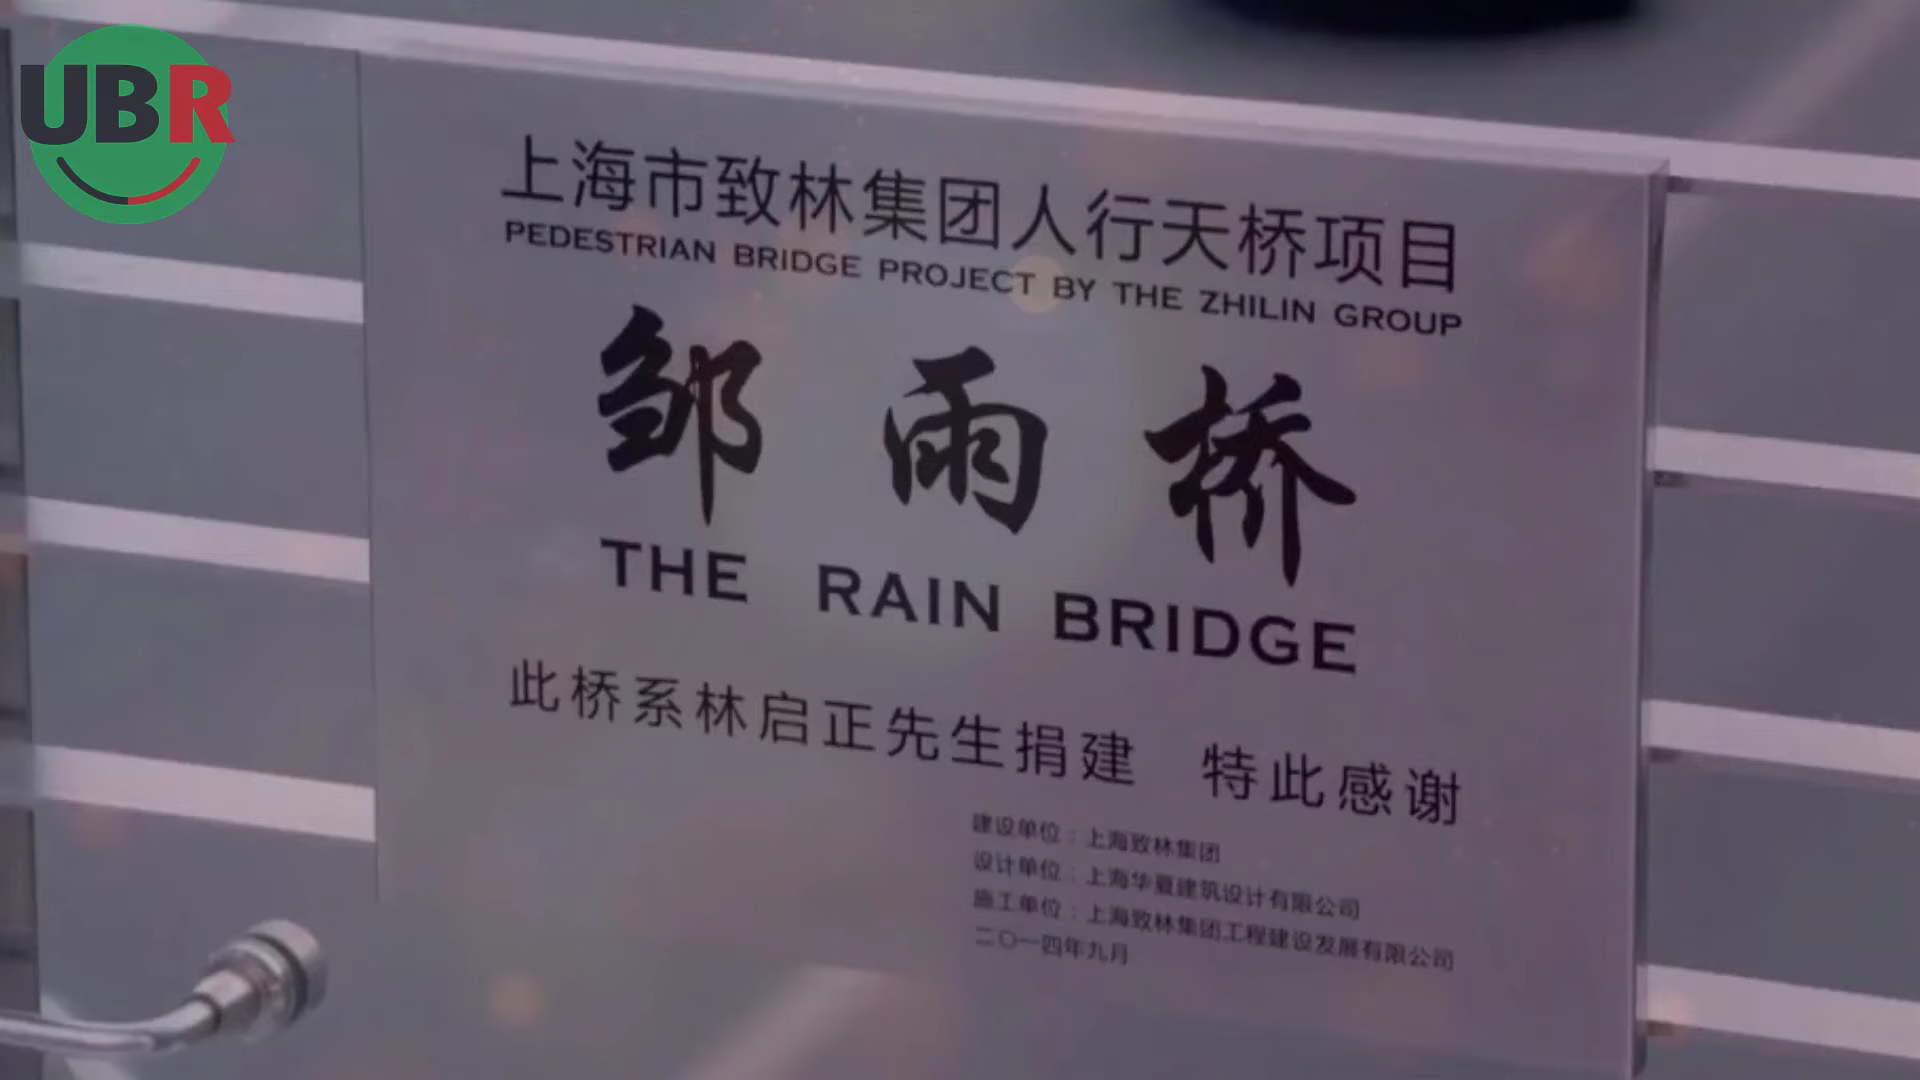 UBR
上海市致林集团人行天桥项目
PEDESTRIAN BRIDGE PROJECT BY THE ZHILIN GROUP
邹雨桥
THE RAIN BRIDGE
此桥系林启正先生捐建 特此感谢
建设单位：上海致林集团
设计单位：上海华夏建筑设计有限公司
施工单位：上海致林集团工程建设发展有限公司
二〇一四年九月